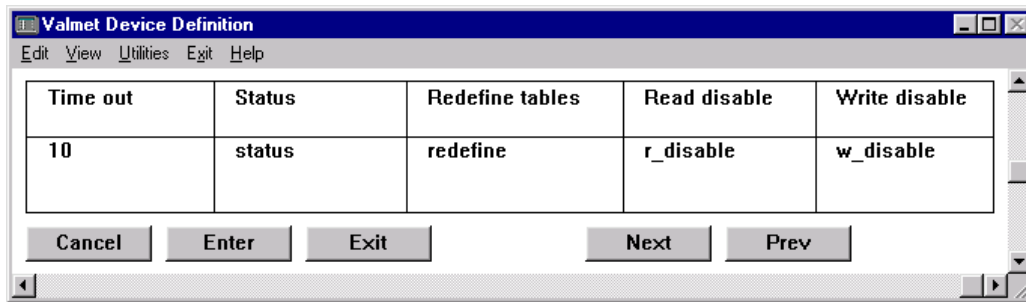 Valmet Device Definition
Edit View Utilities Exit Help
Time out Status Redefine tables Read disable Write disable
10 status redefine r_disable w_disable
Cancel Enter Exit Next Prev